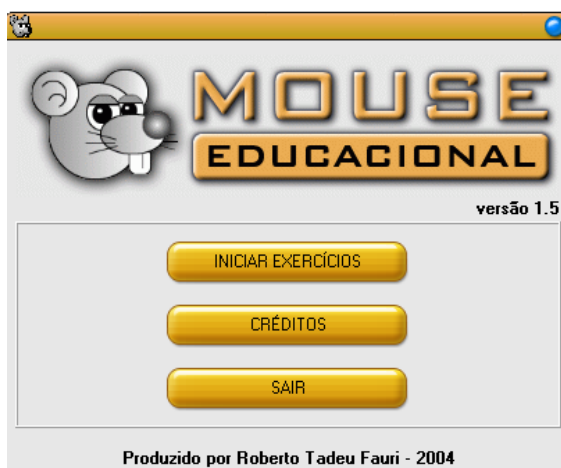 MOUSE
EDUCACIONAL
versão 1.5
INICIAR EXERCÍCIOS
CRÉDITOS
SAIR
Produzido por Roberto Tadeu Fauri - 2004